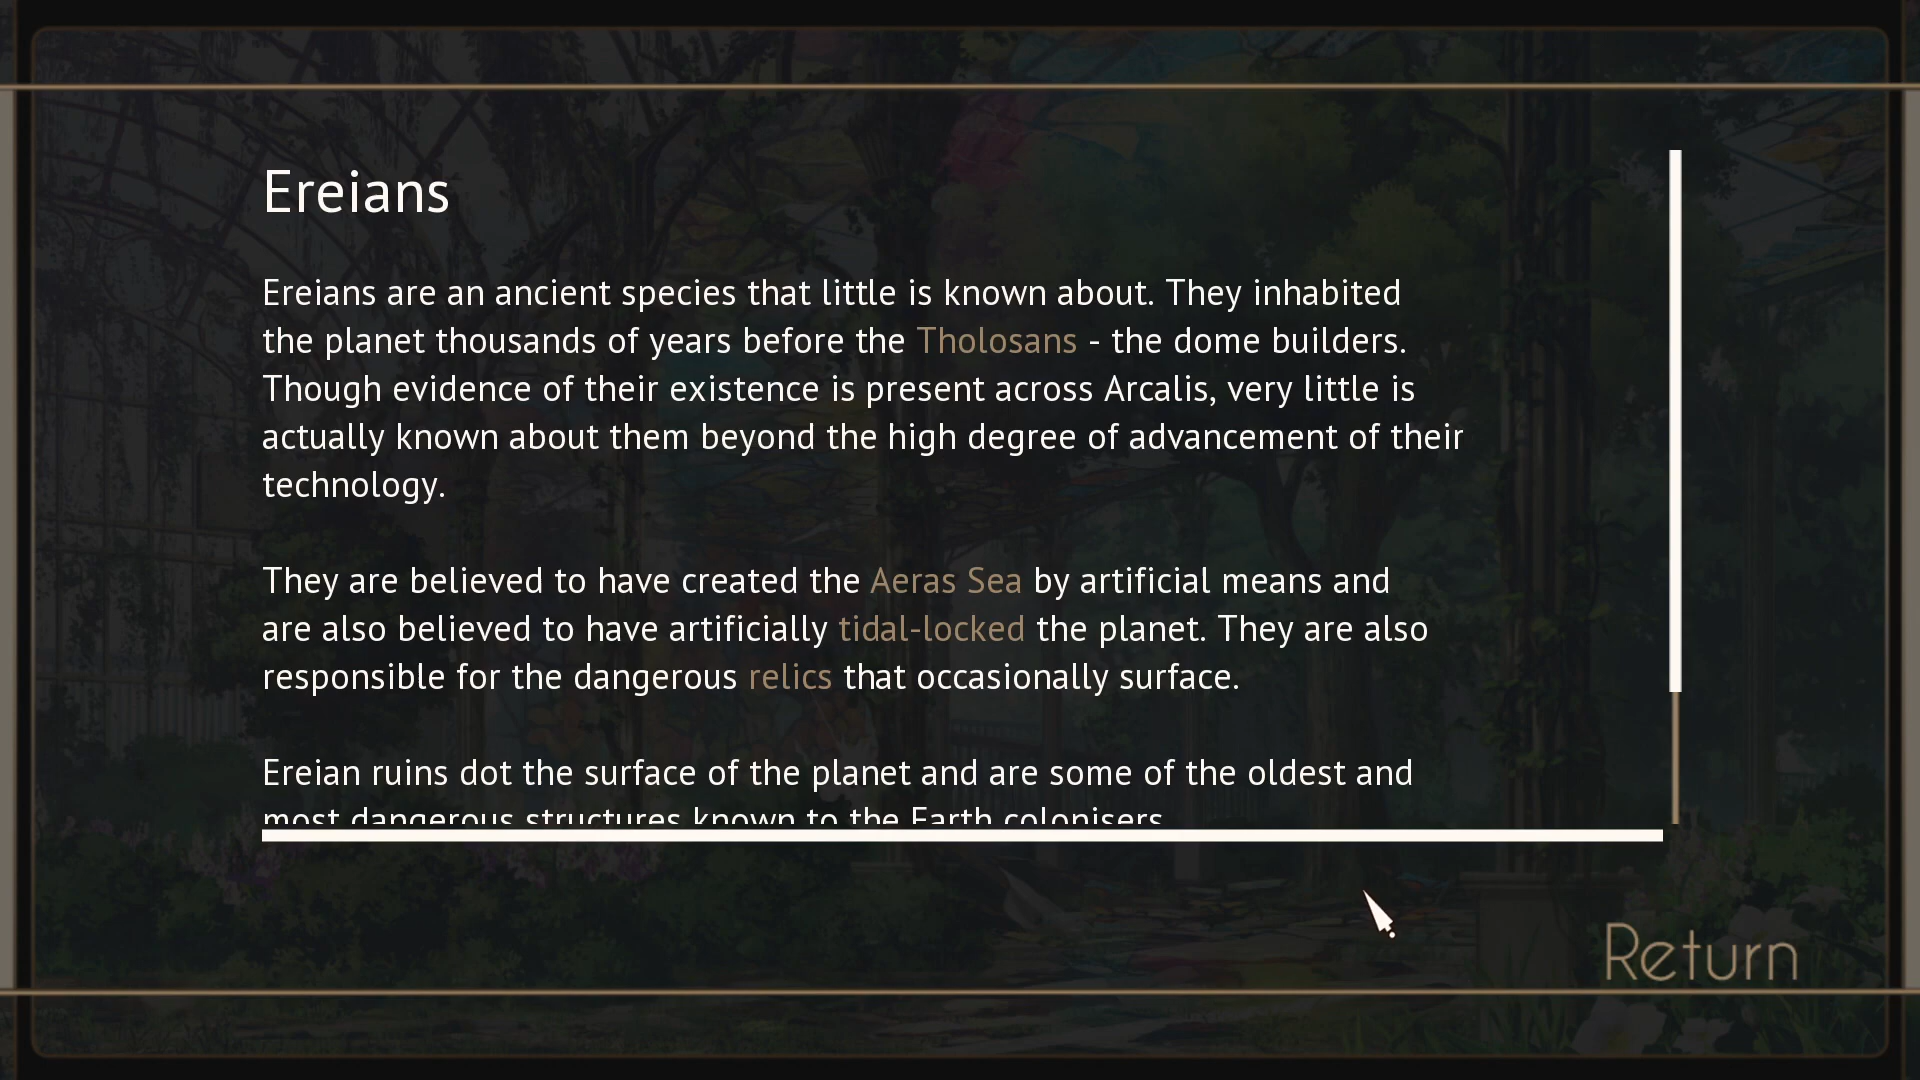 Ereians
Ereians are an ancient species that little is known about. They inhabited
the planet thousands of years before the Tholosans - the dome builders.
Though evidence of their existence is present across Arcalis, very little is
actually known about them beyond the high degree of advancement of their
technology.
They are believed to have created the Aeras Sea by artificial means and
are also believed to have artificially tidal-locked the planet. They are also
responsible for the dangerous relics that occasionally surface.
Ereian ruins dot the surface of the planet and are some of the oldest and
most dangerous structures known to the Earth colonisers.
Return